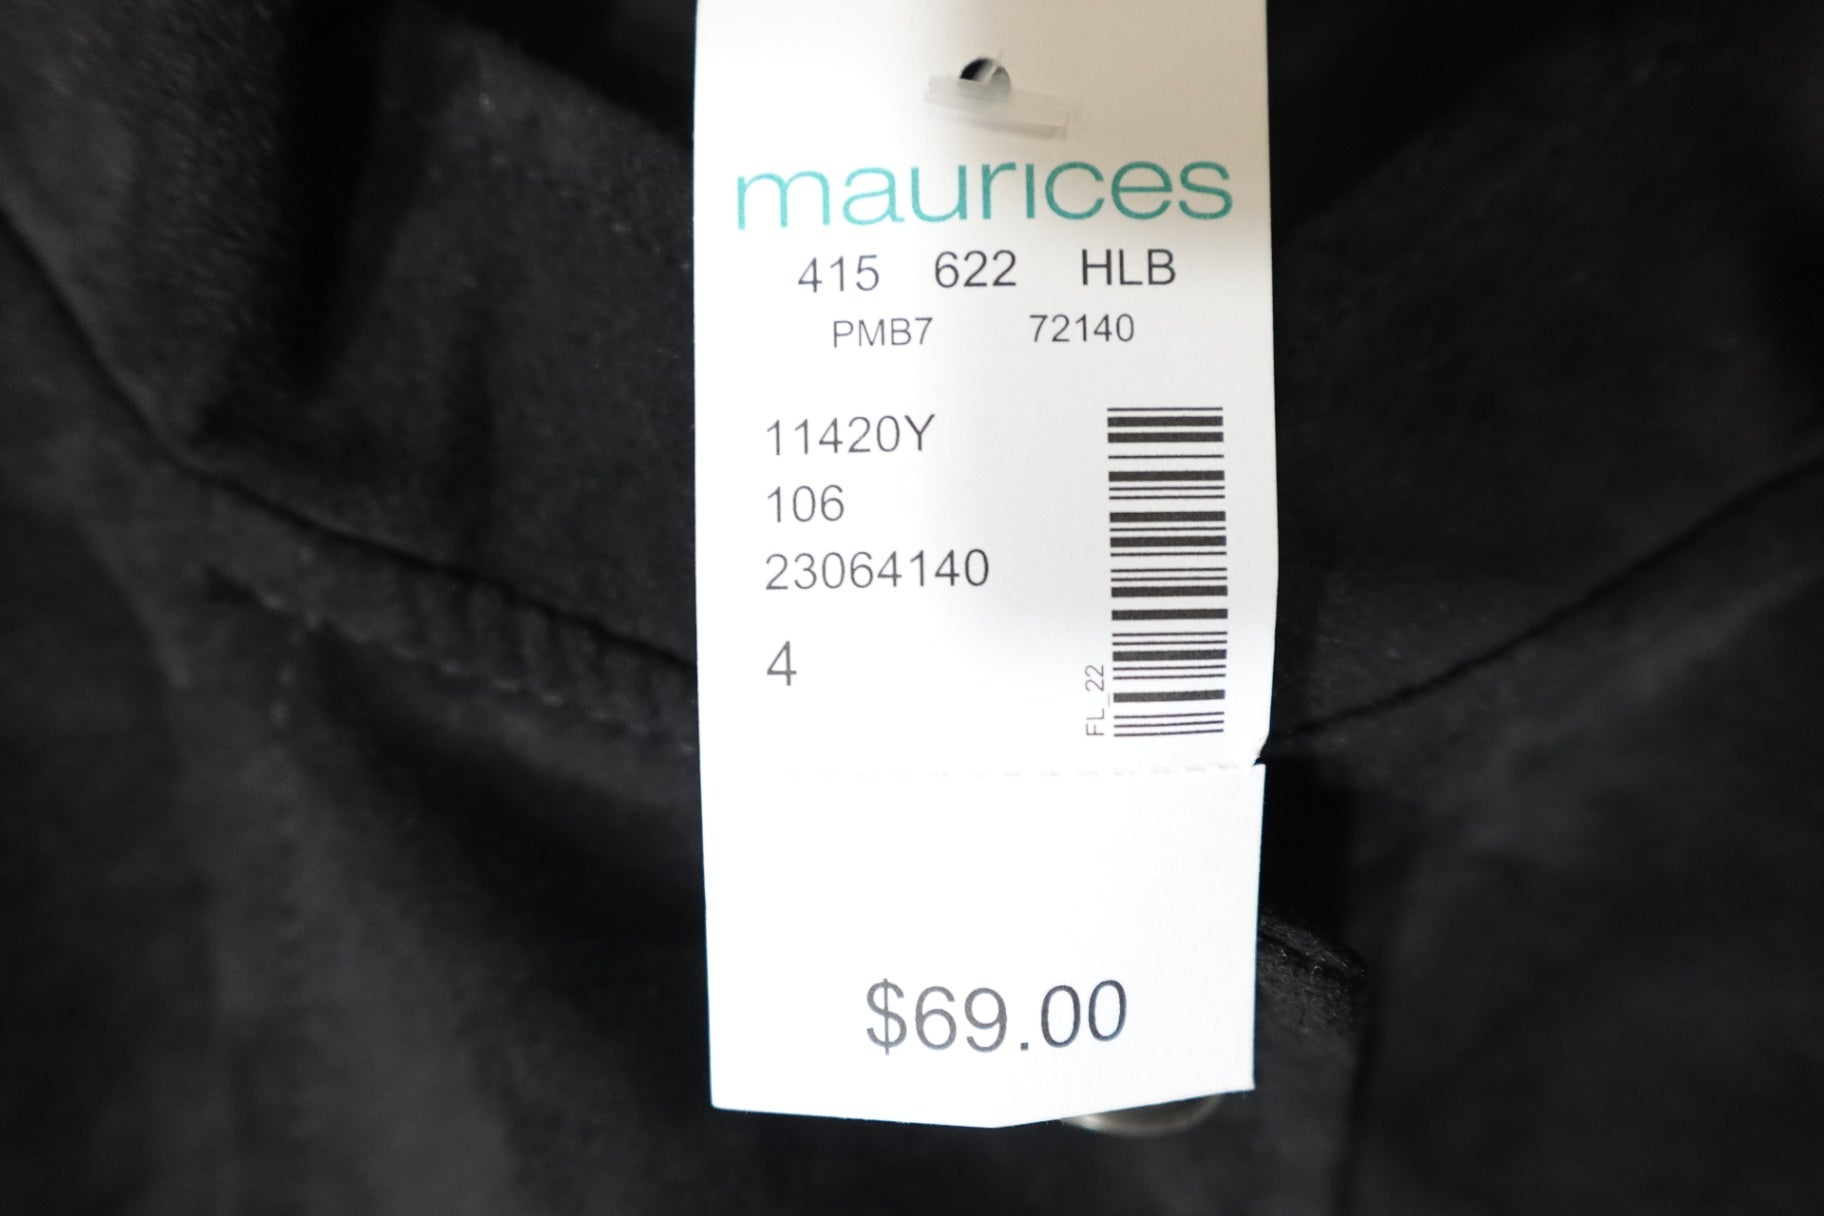 maurices
415 622 HLB
PMB7 72140
11420Y
106
23064140
4
FL_22
$69.00